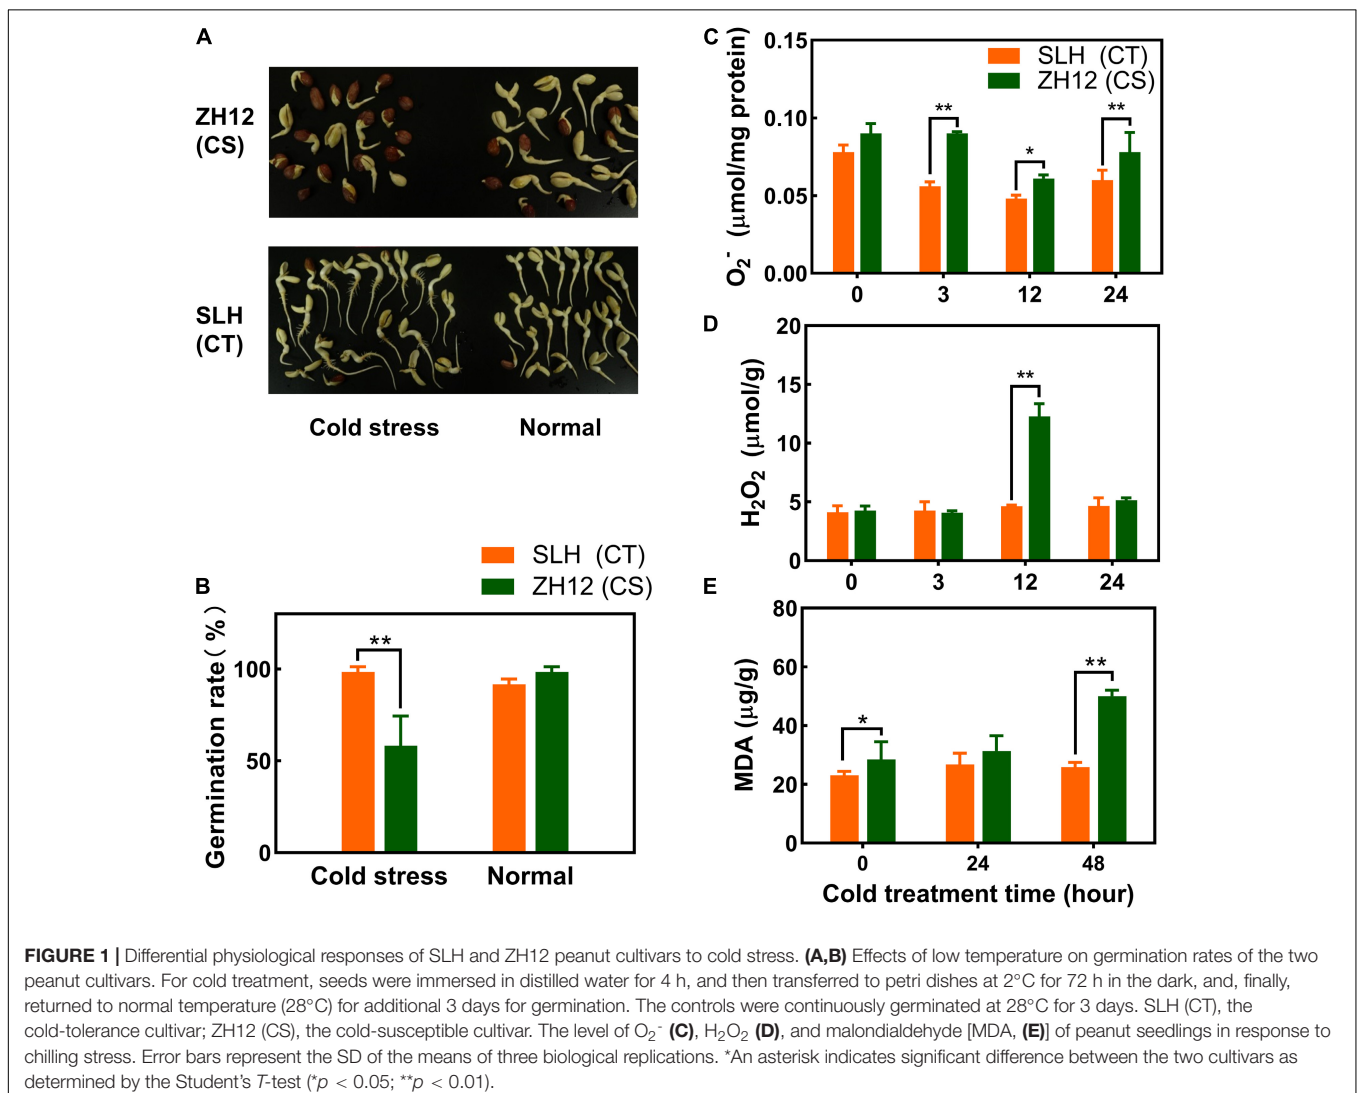 A
ZH12
(CS)
SLH
(CT)
Cold stress Normal
B
SLH (CT)
ZH12 (CS)
Germination rate (%)
100
50
0
**
Cold stress Normal
C
SLH (CT)
ZH12 (CS)
O2- (μmol/mg protein)
0.15
0.10
0.05
0.00
** * **
0 3 12 24
D
H2O2 (μmol/g)
20
15
10
5
0
**
0 3 12 24
E
MDA (μg/g)
80
60
40
20
0
* **
0 24 48
Cold treatment time (hour)
FIGURE 1 | Differential physiological responses of SLH and ZH12 peanut cultivars to cold stress. (A,B) Effects of low temperature on germination rates of the two
peanut cultivars. For cold treatment, seeds were immersed in distilled water for 4 h, and then transferred to petri dishes at 2°C for 72 h in the dark, and, finally,
returned to normal temperature (28°C) for additional 3 days for germination. The controls were continuously germinated at 28°C for 3 days. SLH (CT), the
cold-tolerance cultivar; ZH12 (CS), the cold-susceptible cultivar. The level of O2- (C), H2O2 (D), and malondialdehyde [MDA, (E)] of peanut seedlings in response to
chilling stress. Error bars represent the SD of the means of three biological replications. *An asterisk indicates significant difference between the two cultivars as
determined by the Student's T-test (*p < 0.05; **p < 0.01).